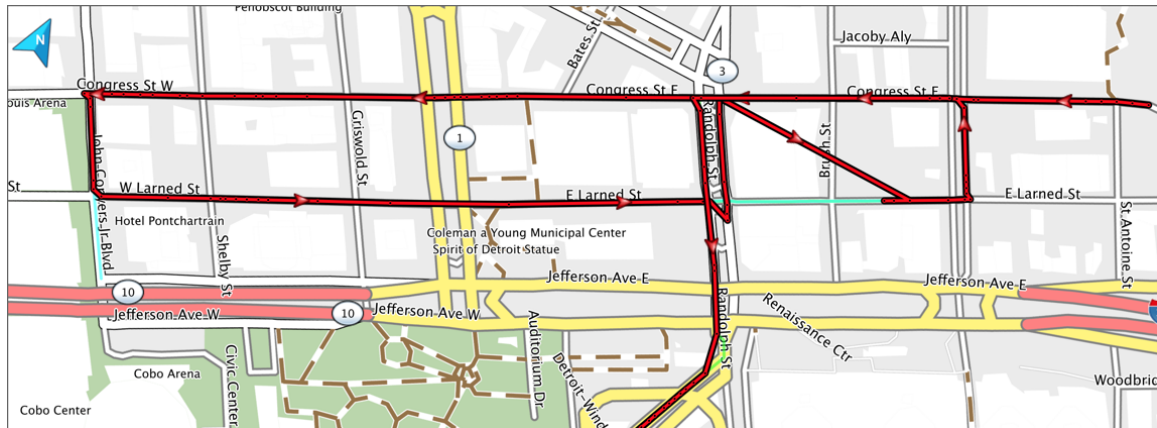 Penobscot Building
N
Bates St
Jacoby Aly
3
Congress St W
Congress St E
Congress St E
ouis Arena
Randolph St
Brush St
Griswold St
1
John Conyers Jr Blvd
St
W Larned St
E Larned St
E Larned St
Hotel Pontchartrain
Coleman a Young Municipal Center
Spirit of Detroit Statue
Shelby St
St Antoine St
Jefferson Ave E
Jefferson Ave E
10
10
Jefferson Ave W
Jefferson Ave W
Randolph St
Renaissance Ctr
Auditorium Dr
Detroit-Wind
Civic Center
Cobo Arena
Cobo Center
Woodbrid